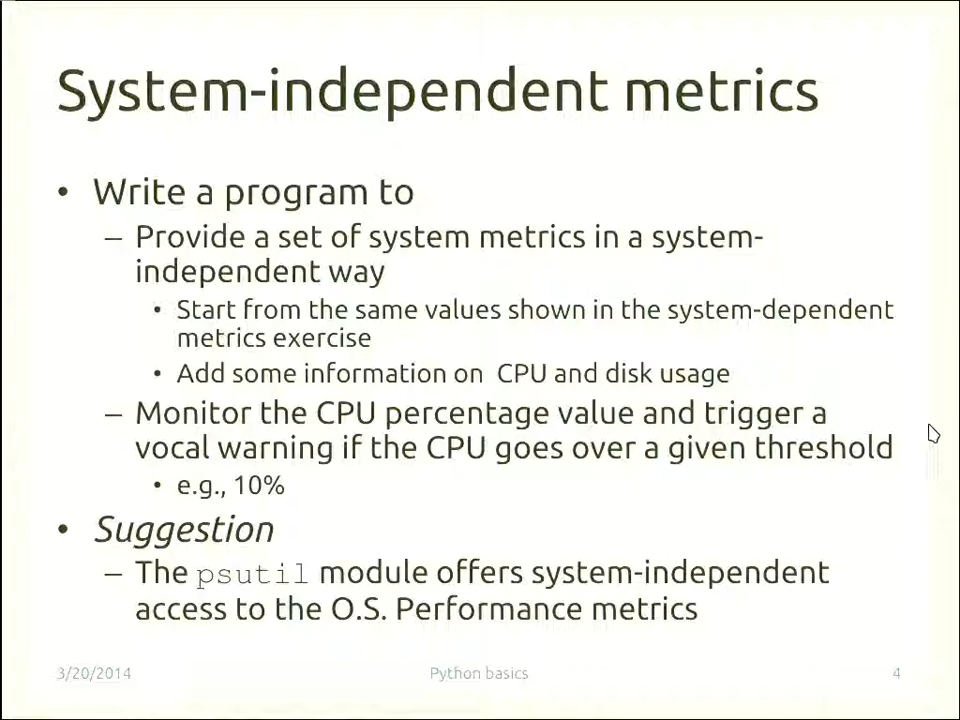 System-independent metrics
• Write a program to
– Provide a set of system metrics in a system-
independent way
• Start from the same values shown in the system-dependent
metrics exercise
• Add some information on CPU and disk usage
– Monitor the CPU percentage value and trigger a
vocal warning if the CPU goes over a given threshold
• e.g., 10%
• Suggestion
– The psutil module offers system-independent
access to the O.S. Performance metrics
3/20/2014 Python basics 4